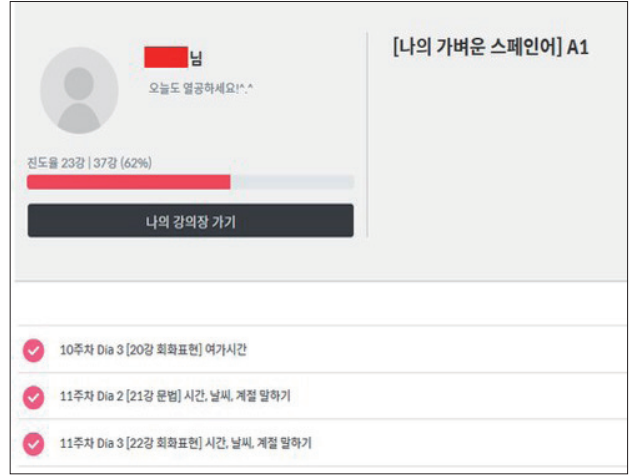 님
오늘도 열공하세요!^.^
진도율 23강 | 37강 (62%)
나의 강의장 가기
[나의 가벼운 스페인어] A1
10주차 Dia 3 [20강 회화표현] 여가시간
11주차 Dia 2 [21강 문법] 시간, 날씨, 계절 말하기
11주차 Dia 3 [22강 회화표현] 시간, 날씨, 계절 말하기